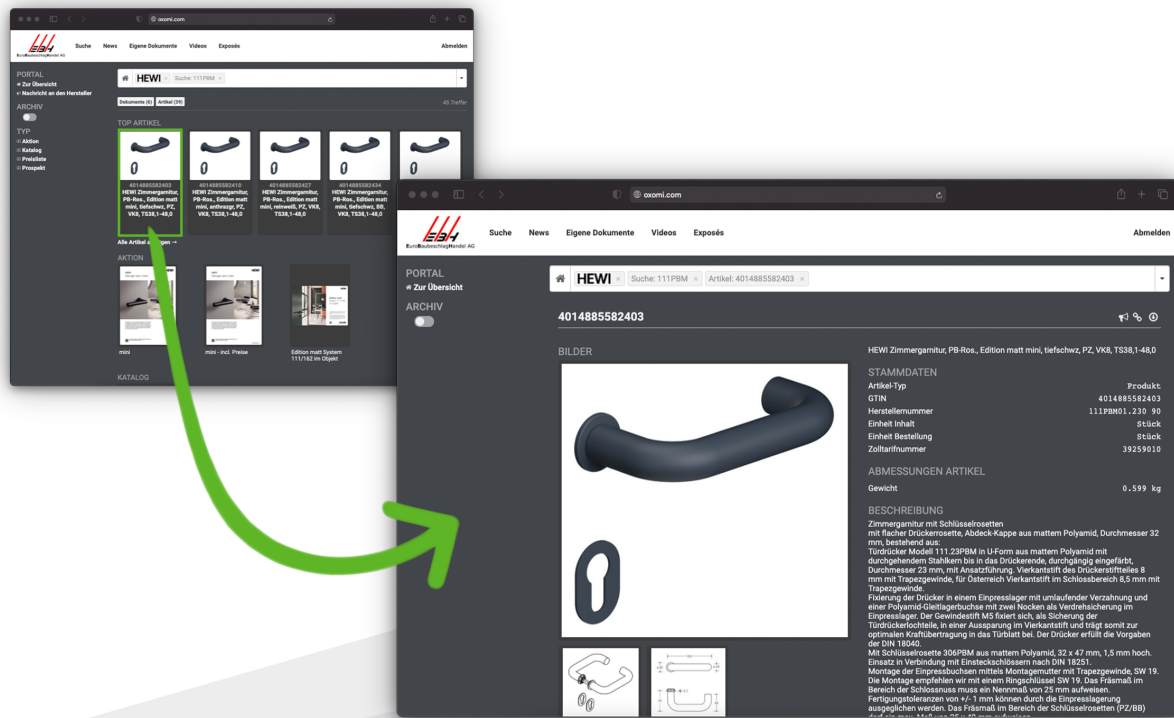 oxomi.com
EBH
EuroBaubeschlagHandel AG
Suche News Eigene Dokumente Videos Exposés Abmelden
PORTAL
Zur Übersicht
Nachricht an den Hersteller
ARCHIV
TYP
Aktion
Katalog
Preisliste
Prospekt
HEWI × Suche: 111PBM ×
Dokumente (6) Artikel (39) 45 Treffer
TOP ARTIKEL
4014885582403
HEWI Zimmergarnitur,
PB-Ros., Edition matt
mini, tiefschwz, PZ,
VK8, TS38,1-48,0
4014885582410
HEWI Zimmergarnitur,
PB-Ros., Edition matt
mini, anthrazgr, PZ,
VK8, TS38,1-48,0
4014885582427
HEWI Zimmergarnitur,
PB-Ros., Edition matt
mini, reinweiß, PZ, VK8,
TS38,1-48,0
4014885582434
HEWI Zimmergarnitur,
PB-Ros., Edition matt
mini, tiefschwz, BB,
VK8, TS38,1-48,0
Alle Artikel
AKTION
mini
mini - incl. Preise
Edition matt System
111/162 im Objekt
KATALOG
oxomi.com
EBH
EuroBaubeschlagHandel AG
Suche News Eigene Dokumente Videos Exposés Abmelden
PORTAL
Zur Übersicht
ARCHIV
HEWI × Suche: 111PBM × Artikel: 4014885582403 ×
4014885582403
BILDER
HEWI Zimmergarnitur, PB-Ros., Edition matt mini, tiefschwz, PZ, VK8, TS38,1-48,0
STAMMDATEN
Artikel-Typ Produkt
GTIN 4014885582403
Herstellernummer 111PBM01.230 90
Einheit Inhalt Stück
Einheit Bestellung Stück
Zolltarifnummer 39259010
ABMESSUNGEN ARTIKEL
Gewicht 0.599 kg
BESCHREIBUNG
Zimmergarnitur mit Schlüsselrosetten
mit flacher Drückerrosette, Abdeck-Kappe aus mattem Polyamid, Durchmesser 32
mm, bestehend aus:
Türdrücker Modell 111.23PBM in U-Form aus mattem Polyamid mit
durchgehendem Stahlkern bis in das Drückerende, durchgängig eingefärbt,
Durchmesser 23 mm, mit Ansatzführung. Vierkantstift des Drückerstiftteiles 8
mm mit Trapezgewinde, für Österreich Vierkantstift im Schlossbereich 8,5 mm mit
Trapezgewinde.
Fixierung der Drücker in einem Einpresslager mit umlaufender Verzahnung und
einer Polyamid-Gleitlagerbuchse mit zwei Nocken als Verdrehsicherung im
Einpresslager. Der Gewindestift M5 fixiert sich, als Sicherung der
Türdrückerlochteile, in einer Aussparung im Vierkantstift und trägt somit zur
optimalen Kraftübertragung in das Türblatt bei. Der Drücker erfüllt die Vorgaben
der DIN 18040.
Mit Schlüsselrosette 306PBM aus mattem Polyamid, 32 x 47 mm, 1,5 mm hoch.
Einsatz in Verbindung mit Einsteckschlössern nach DIN 18251.
Montage der Einpressbuchsen mittels Montagemutter mit Trapezgewinde, SW 19.
Die Montage empfehlen wir mit einem Ringschlüssel SW 19. Das Fräsmaß im
Bereich der Schlossnuss muss ein Nennmaß von 25 mm aufweisen.
Fertigungstoleranzen von +/- 1 mm können durch die Einpresslagerung
ausgeglichen werden. Das Fräsmaß im Bereich der Schlüsselrosetten (PZ/BB)